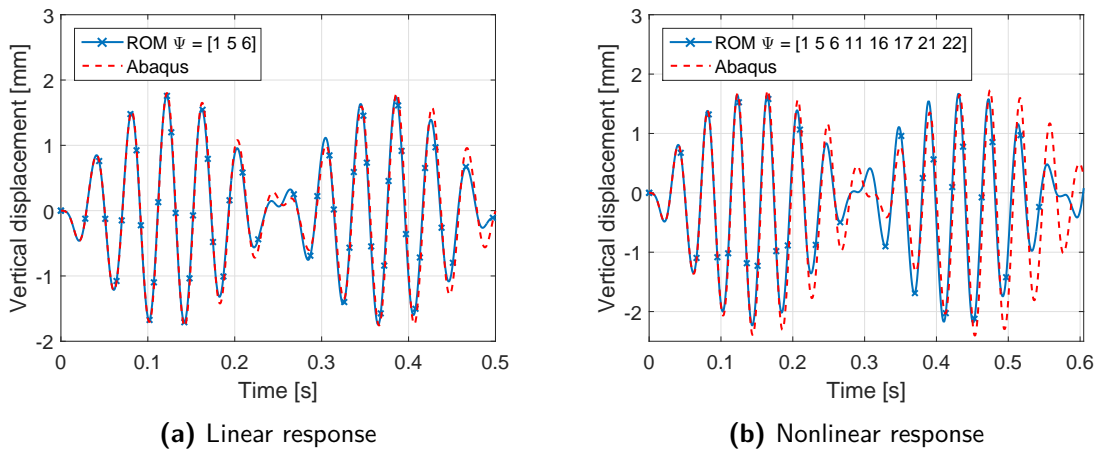 ROM Ψ = [1 5 6]
Abaqus
Vertical displacement [mm]
3
2
1
0
-1
-2
0
0.1
0.2
0.3
0.4
0.5
Time [s]
(a) Linear response
ROM Ψ = [1 5 6 11 16 17 21 22]
Abaqus
Vertical displacement [mm]
3
2
1
0
-1
-2
0
0.1
0.2
0.3
0.4
0.5
0.6
Time [s]
(b) Nonlinear response